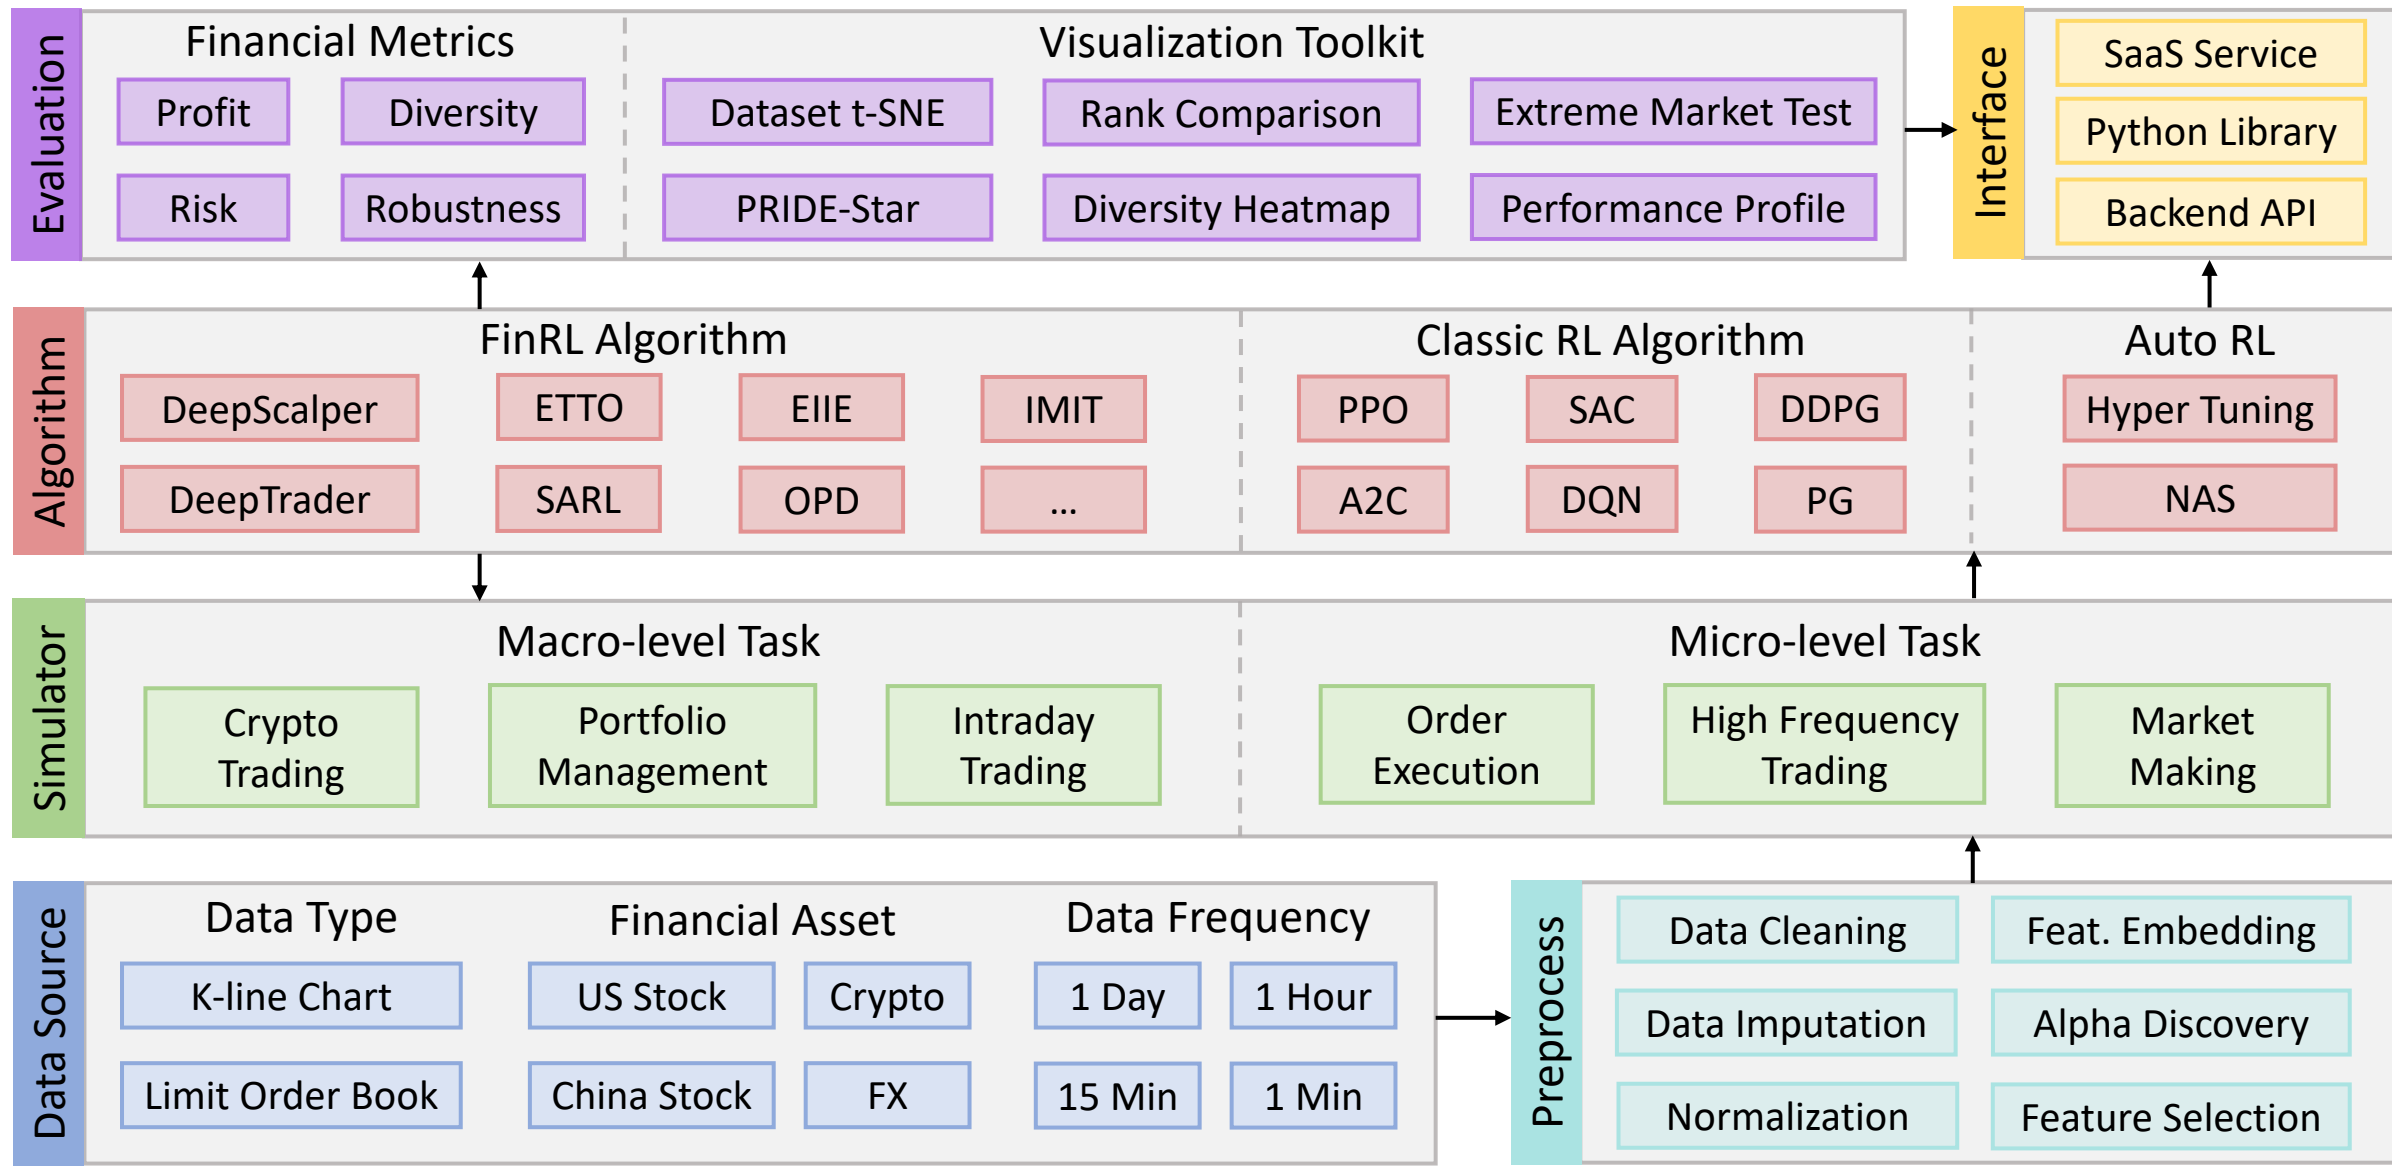 Evaluation
Financial Metrics
Profit
Diversity
Risk
Robustness
Visualization Toolkit
Dataset t-SNE
Rank Comparison
Extreme Market Test
PRIDE-Star
Diversity Heatmap
Performance Profile
Interface
SaaS Service
Python Library
Backend API
Algorithm
FinRL Algorithm
DeepScalper
ETTO
EIIE
IMIT
DeepTrader
SARL
OPD
...
Classic RL Algorithm
PPO
SAC
DDPG
A2C
DQN
PG
Auto RL
Hyper Tuning
NAS
Simulator
Macro-level Task
Crypto
Trading
Portfolio
Management
Intraday
Trading
Micro-level Task
Order
Execution
High Frequency
Trading
Market
Making
Data Source
Data Type
K-line Chart
Limit Order Book
Financial Asset
US Stock
Crypto
China Stock
FX
Data Frequency
1 Day
1 Hour
15 Min
1 Min
Preprocess
Data Cleaning
Feat. Embedding
Data Imputation
Alpha Discovery
Normalization
Feature Selection